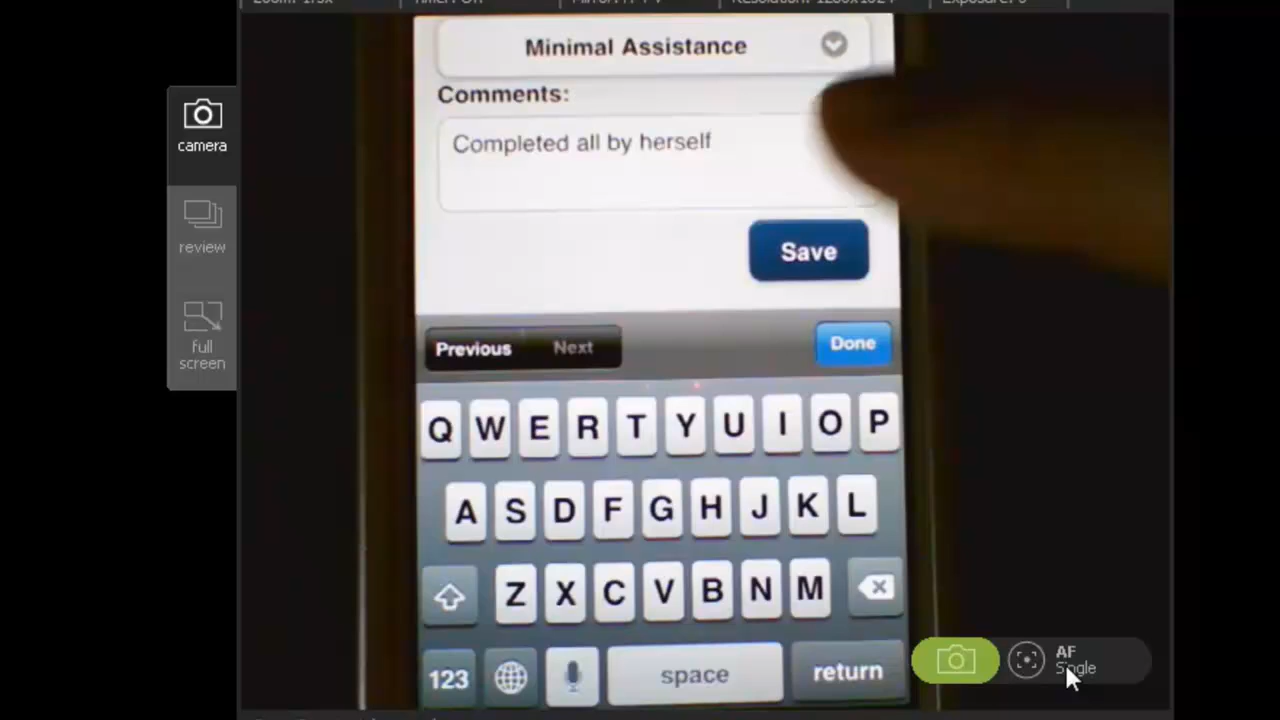 Minimal Assistance
Comments:
Completed all by herself
camera
Save
review
full
screen
Previous Next Done
Q W E R T Y U I O P
A S D F G H J K L
Z X C V B N M
123 space return
AF
Single